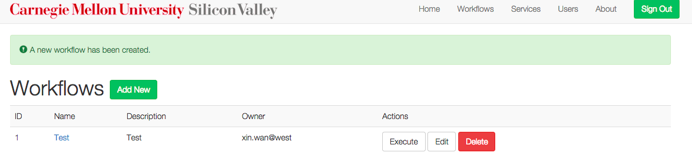 Carnegie Mellon University Silicon Valley Home Workflows Services Users About Sign Out
A new workflow has been created.
Workflows Add New
ID Name Description Owner Actions
1 Test Test xin.wan@west Execute Edit Delete